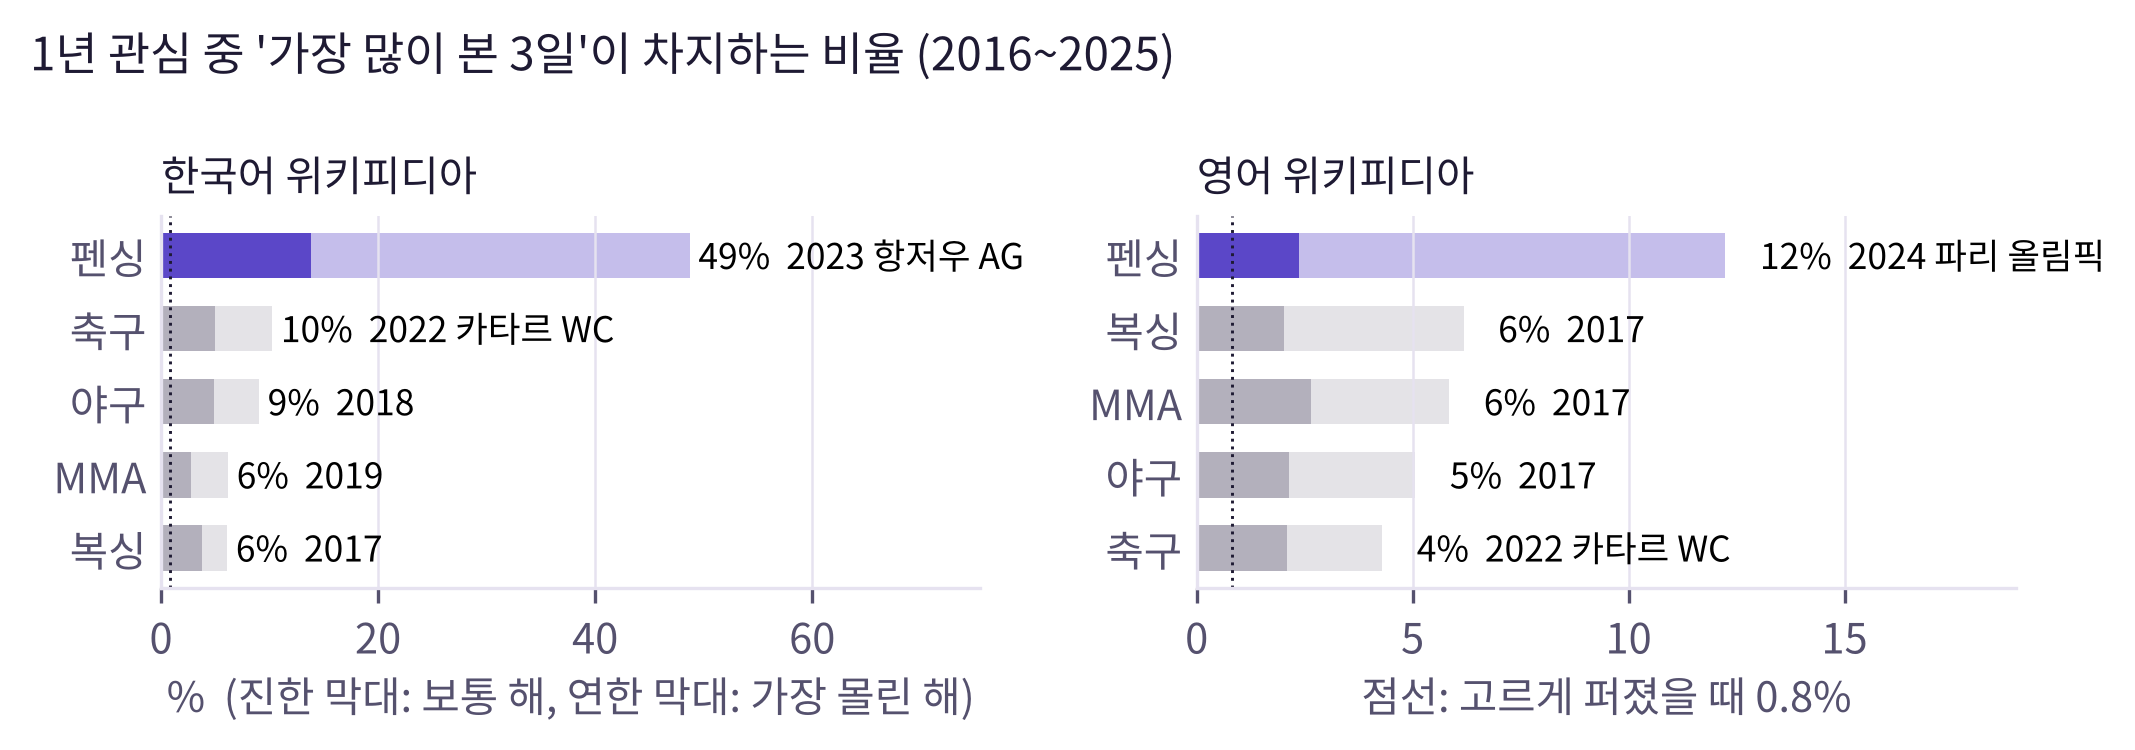 1년 관심 중 '가장 많이 본 3일'이 차지하는 비율 (2016~2025)
한국어 위키피디아
펜싱 49% 2023 항저우 AG
축구 10% 2022 카타르 WC
야구 9% 2018
MMA 6% 2019
복싱 6% 2017
0 20 40 60
% (진한 막대: 보통 해, 연한 막대: 가장 몰린 해)
영어 위키피디아
펜싱 12% 2024 파리 올림픽
복싱 6% 2017
MMA 6% 2017
야구 5% 2017
축구 4% 2022 카타르 WC
0 5 10 15
점선: 고르게 퍼졌을 때 0.8%